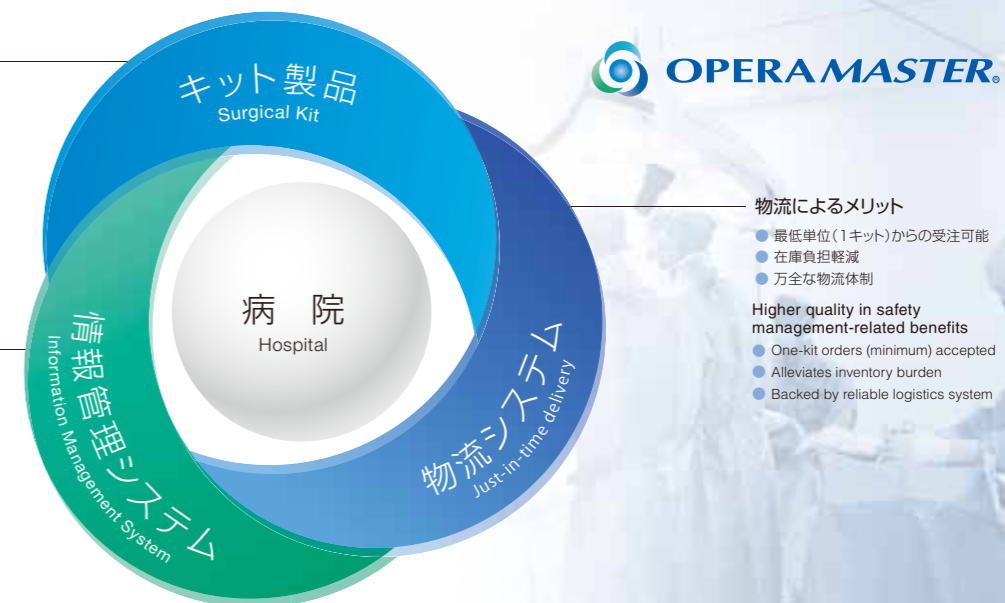 OPERA MASTER®
キット製品
Surgical Kit
病 院
Hospital
情報管理システム
Information Management System
物流システム
Just-in-time delivery
物流によるメリット
● 最低単位(1キット)からの受注可能
● 在庫負担軽減
● 万全な物流体制
Higher quality in safety
management-related benefits
● One-kit orders (minimum) accepted
● Alleviates inventory burden
● Backed by reliable logistics system